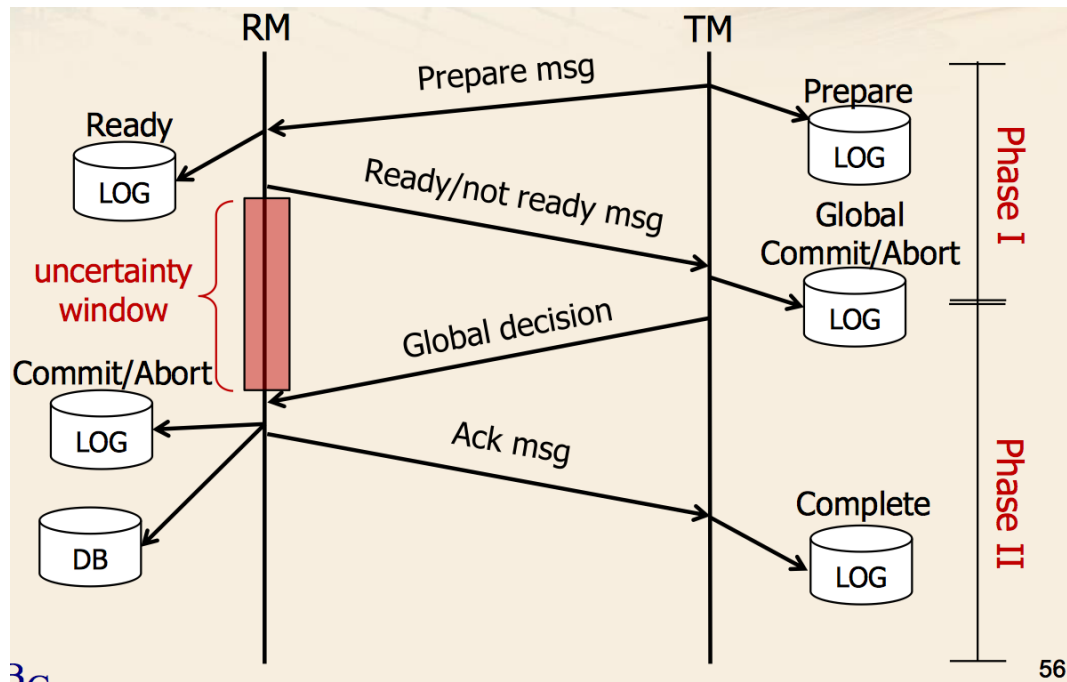 RM
TM
Prepare msg
Prepare
LOG
Ready
LOG
Phase I
Ready/not ready msg
Global
Commit/Abort
LOG
uncertainty
window
Global decision
Commit/Abort
LOG
Ack msg
Phase II
DB
Complete
LOG
56